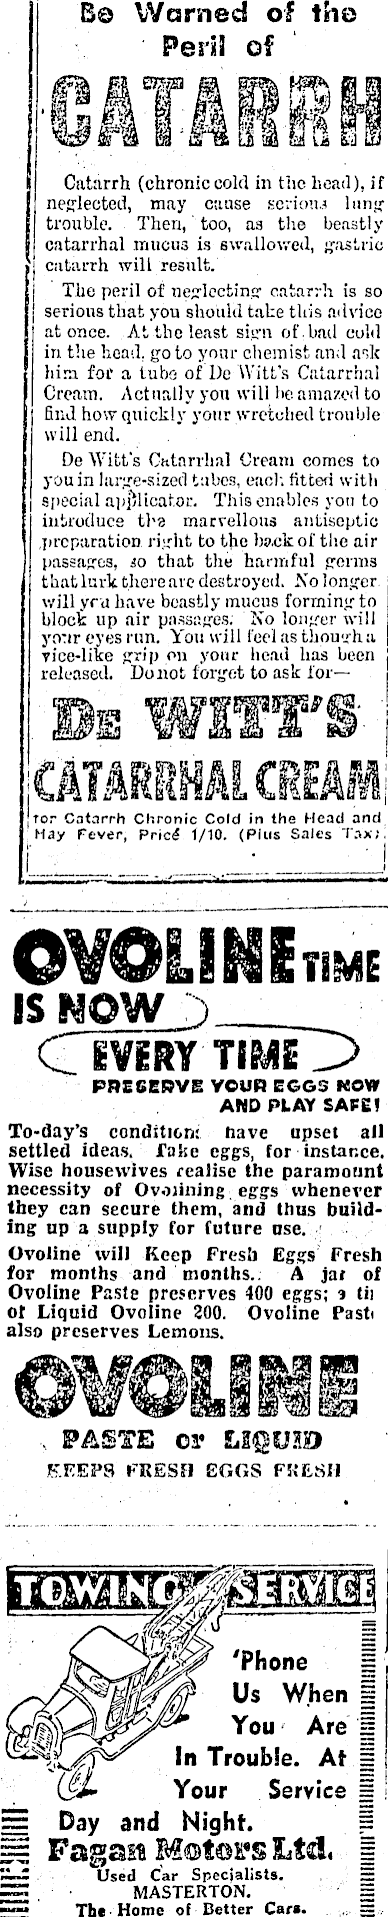 Be Warned of the
Peril of
CATARRH
Catarrh (chronic cold in the head), if
neglected, may cause serious lung
trouble. Then, too, as the beastly
catarrhal mucus is swallowed, gastric
catarrh will result.
The peril of neglecting catarrh is so
serious that you should take this advice
at once. At the least sign of bad cold
in the head, go to your chemist and ask
him for a tube of De Witt's Catarrhal
Cream. Actually you will be amazed to
find how quickly your wretched trouble
will end.
De Witt's Catarrhal Cream comes to
you in large-sized tubes, each fitted with
special applicator. This enables you to
introduce the marvellous antiseptic
preparation right to the back of the air
passages, so that the harmful germs
that lurk there are destroyed. No longer
will you have beastly mucus forming to
block up air passages. No longer will
your eyes run. You will feel as though a
vice-like grip on your head has been
released. Do not forget to ask for—
DE WITT'S
CATARRHAL CREAM
for Catarrh Chronic Cold in the Head and
Hay Fever, Price 1/10. (Plus Sales Tax)
OVOLINE TIME
IS NOW
EVERY TIME
PRESERVE YOUR EGGS NOW
AND PLAY SAFE!
To-day's conditions have upset all
settled ideas. Take eggs, for instance.
Wise housewives realise the paramount
necessity of Ovolining eggs whenever
they can secure them, and thus build-
ing up a supply for future use.
Ovoline will Keep Fresh Eggs Fresh
for months and months. A jar of
Ovoline Paste preserves 400 eggs; a tin
of Liquid Ovoline 200. Ovoline Paste
also preserves Lemons.
OVOLINE
PASTE or LIQUID
KEEPS FRESH EGGS FRESH
TOWING SERVICE
'Phone
Us When
You Are
In Trouble. At
Your Service
Day and Night.
Fagan Motors Ltd.
Used Car Specialists.
MASTERTON.
The Home of Better Cars.